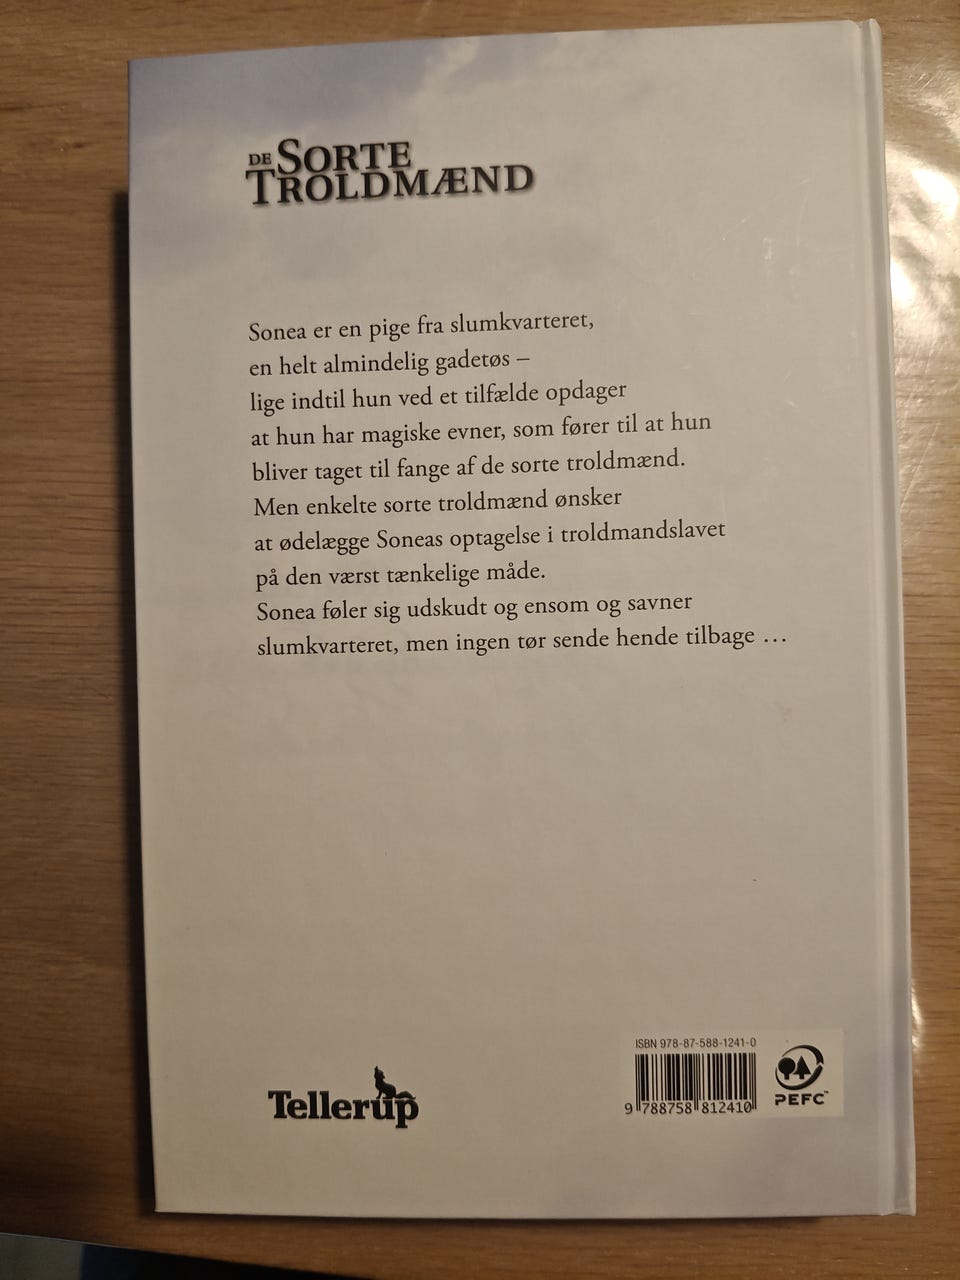 DE SORTE
TROLDMÆND
Sonea er en pige fra slumkvarteret,
en helt almindelig gadetøs –
lige indtil hun ved et tilfælde opdager
at hun har magiske evner, som fører til at hun
bliver taget til fange af de sorte troldmænd.
Men enkelte sorte troldmænd ønsker
at ødelægge Soneas optagelse i troldmandslavet
på den værst tænkelige måde.
Sonea føler sig udskudt og ensom og savner
slumkvarteret, men ingen tør sende hende tilbage …
Tellerup
ISBN 978-87-588-1241-0
9 788758 812410
PEFC™